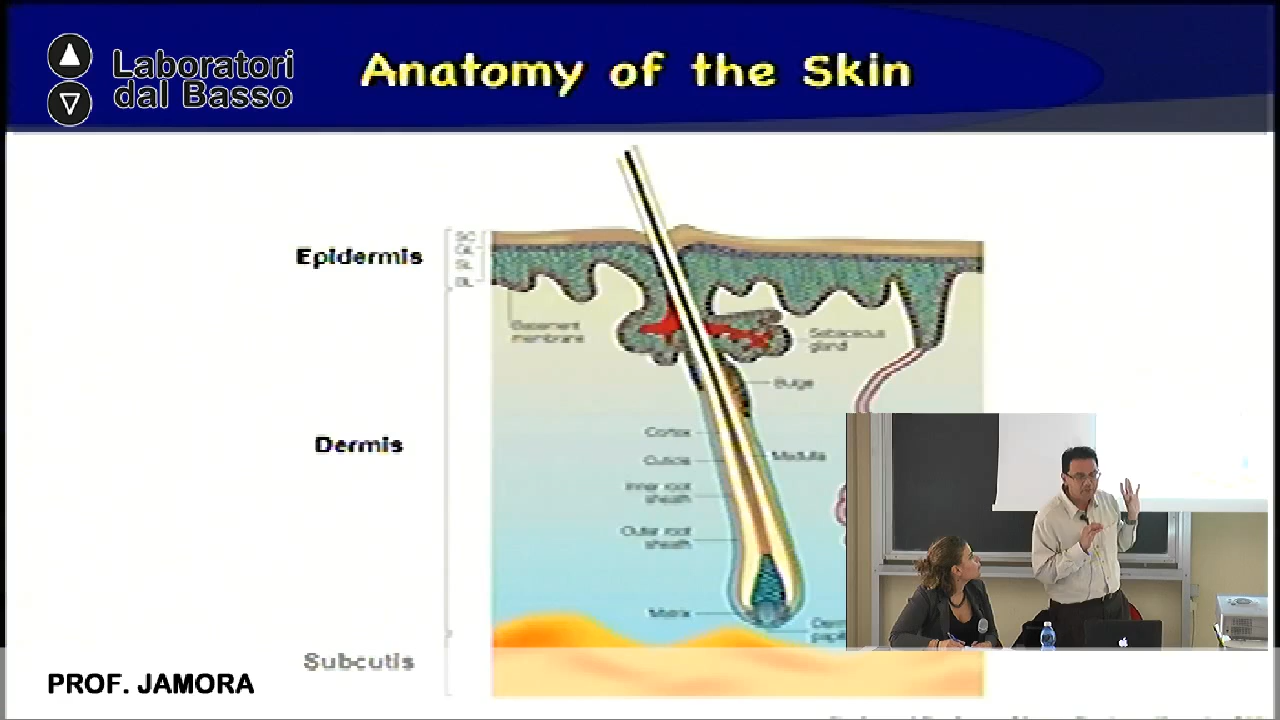 Laboratori
dal Basso
Anatomy of the Skin
Epidermis
SC
GL
SL
BL
Basement
membrane
Sebaceous
gland
Bulge
Cortex
Medulla
Cuticle
Dermis
Inner root
sheath
Outer root
sheath
Matrix
Subcutis
PROF. JAMORA